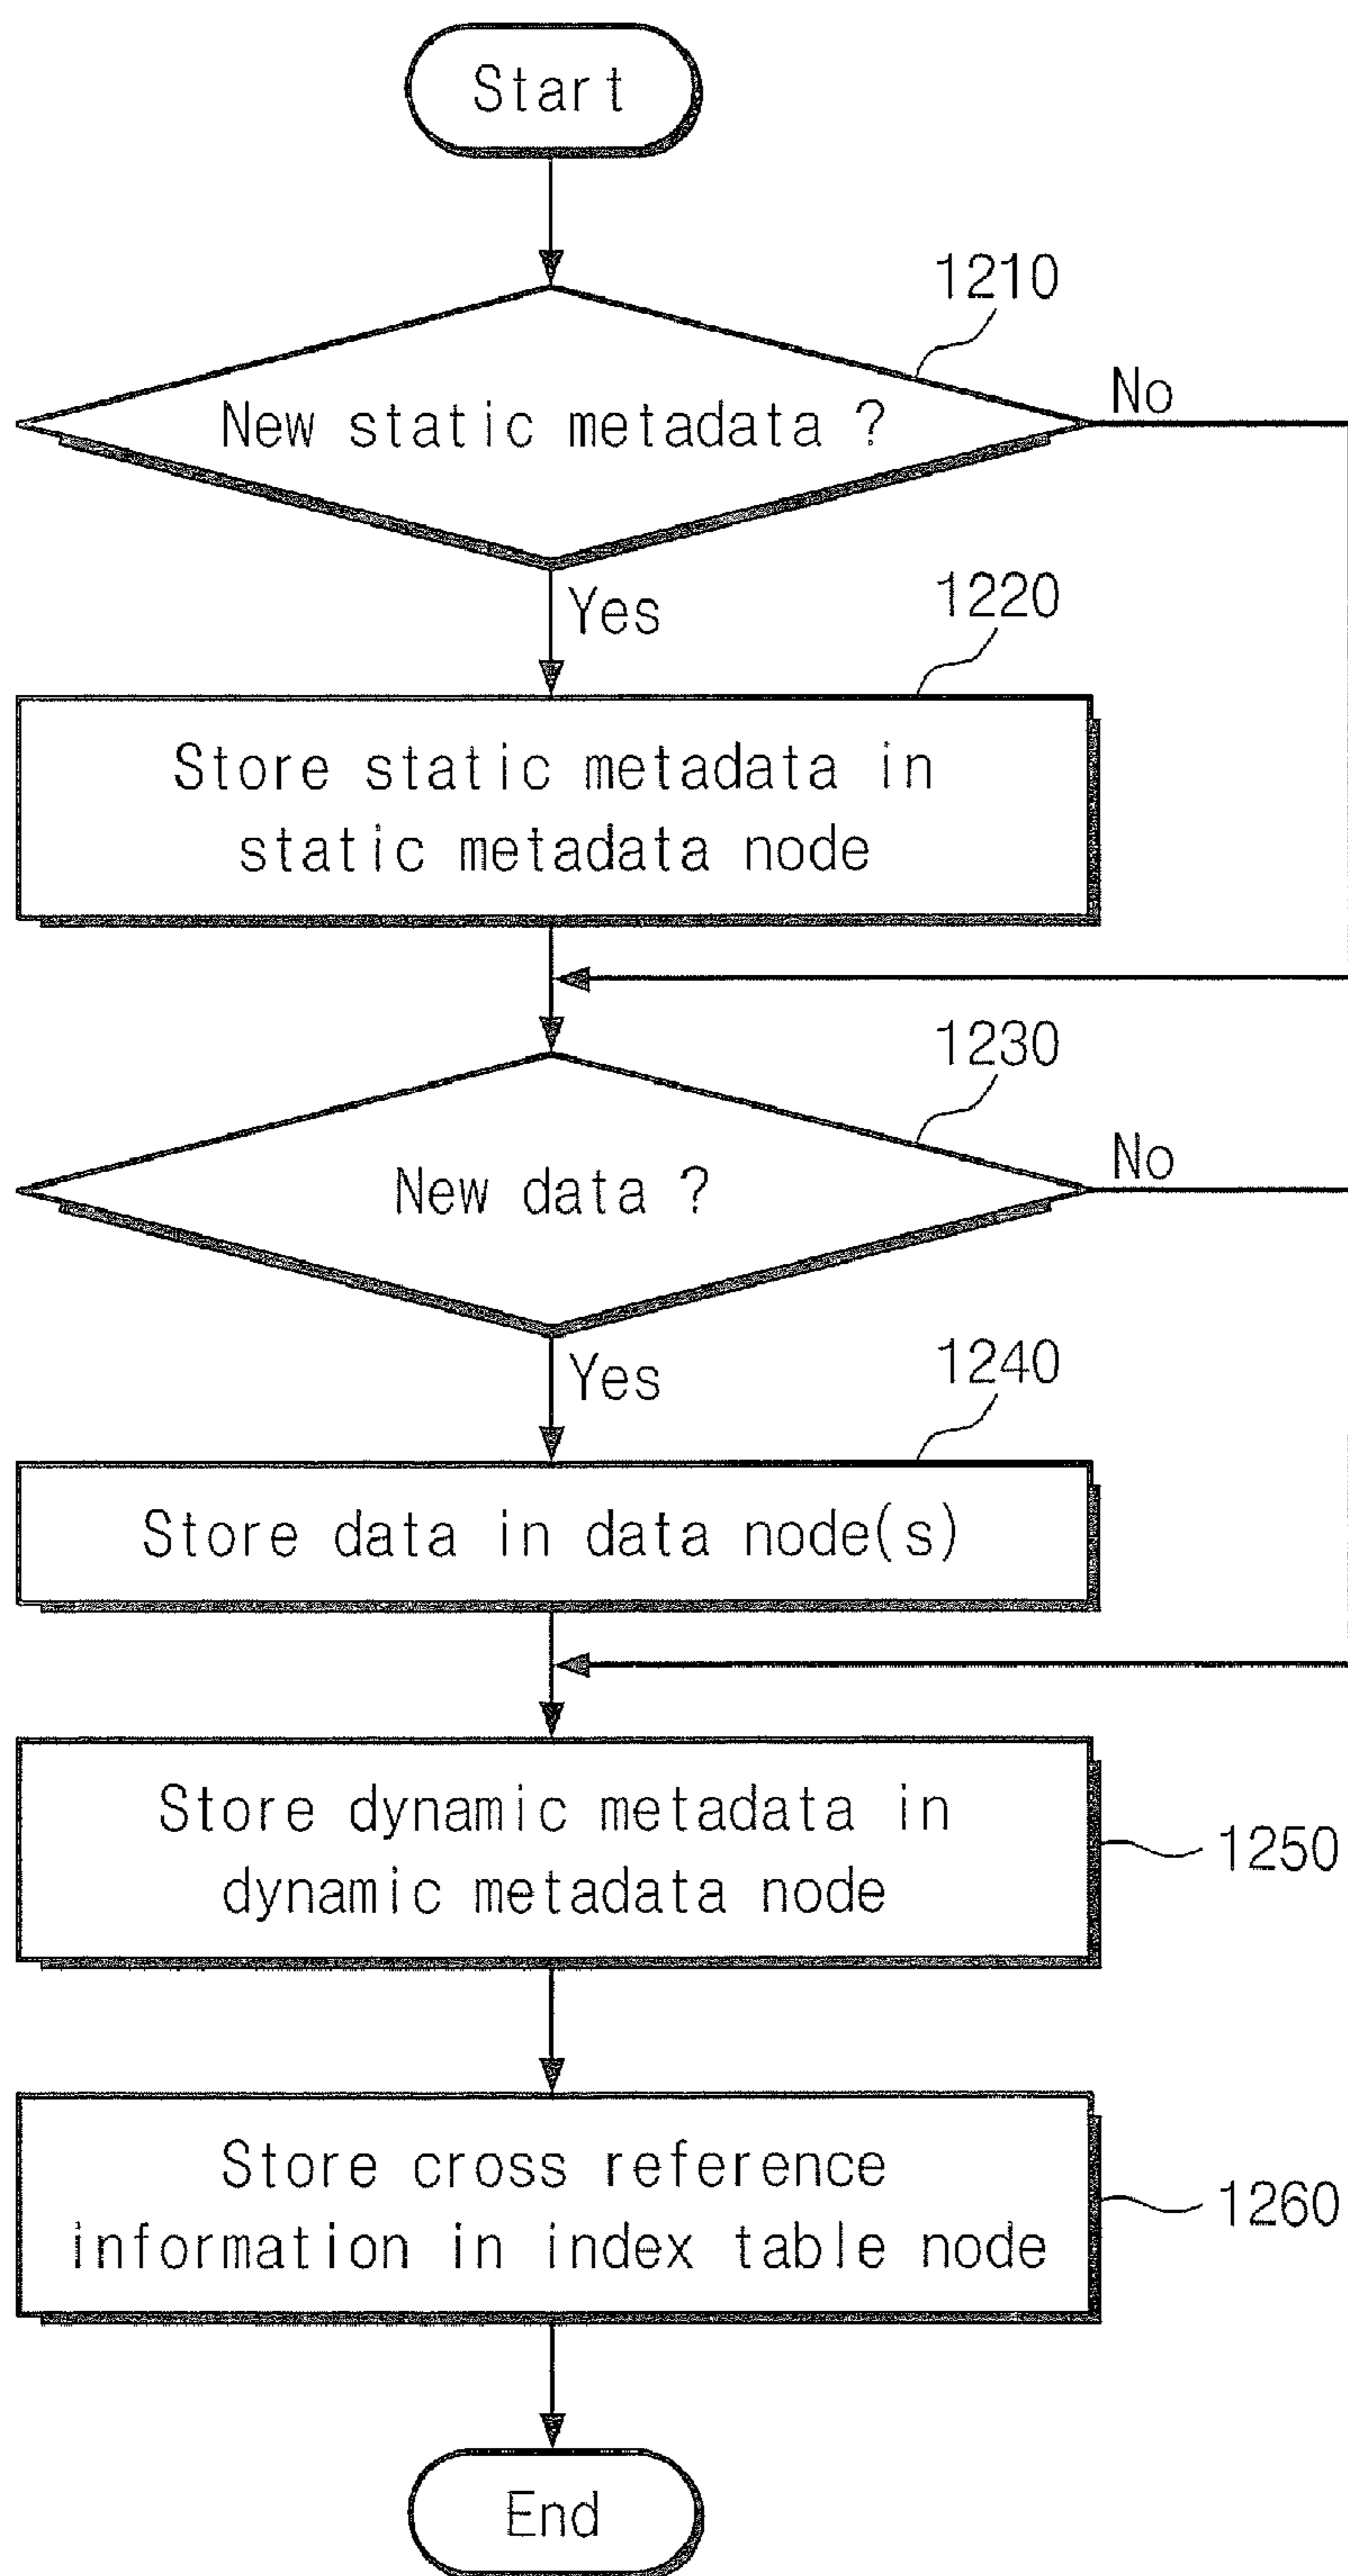 Start
1210
New static metadata ?
No
Yes
1220
Store static metadata in
static metadata node
1230
New data ?
No
Yes
1240
Store data in data node(s)
Store dynamic metadata in
dynamic metadata node
1250
Store cross reference
information in index table node
1260
End